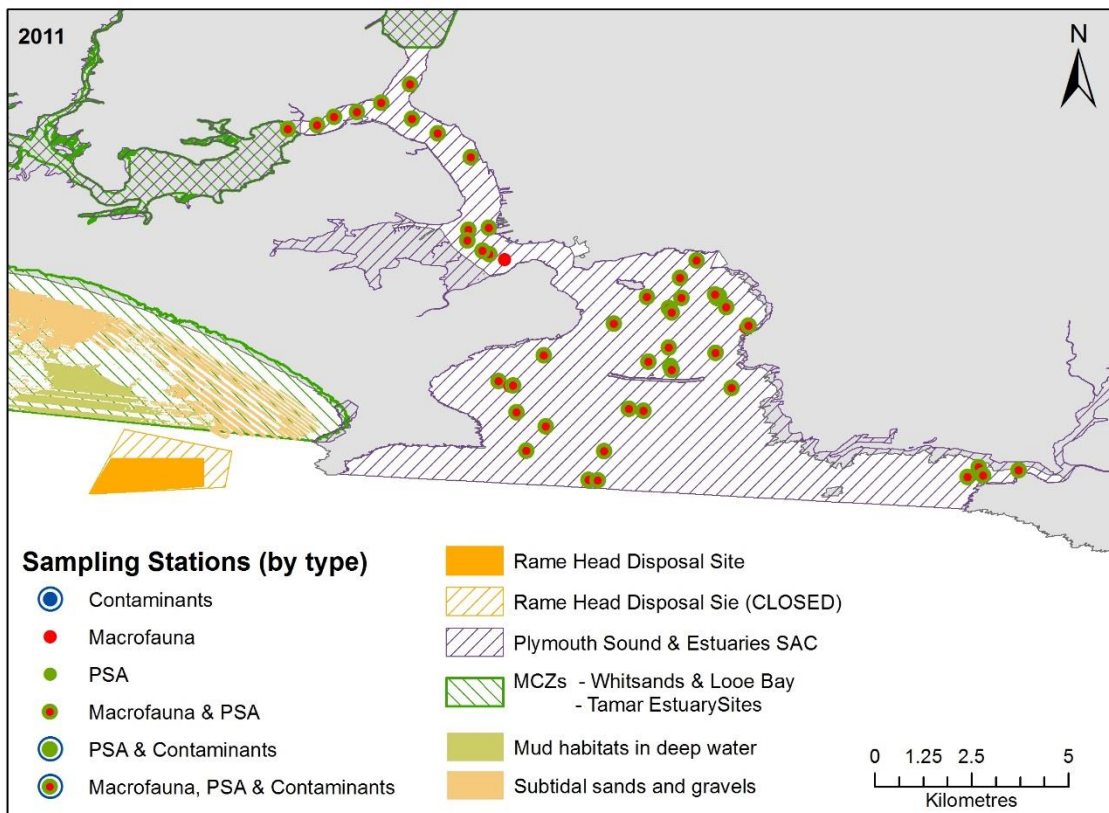 2011
N
Sampling Stations (by type)
Contaminants
Macrofauna
PSA
Macrofauna & PSA
PSA & Contaminants
Macrofauna, PSA & Contaminants
Rame Head Disposal Site
Rame Head Disposal Sie (CLOSED)
Plymouth Sound & Estuaries SAC
MCZs - Whitsands & Looe Bay
- Tamar EstuarySites
Mud habitats in deep water
Subtidal sands and gravels
0 1.25 2.5 5
Kilometres